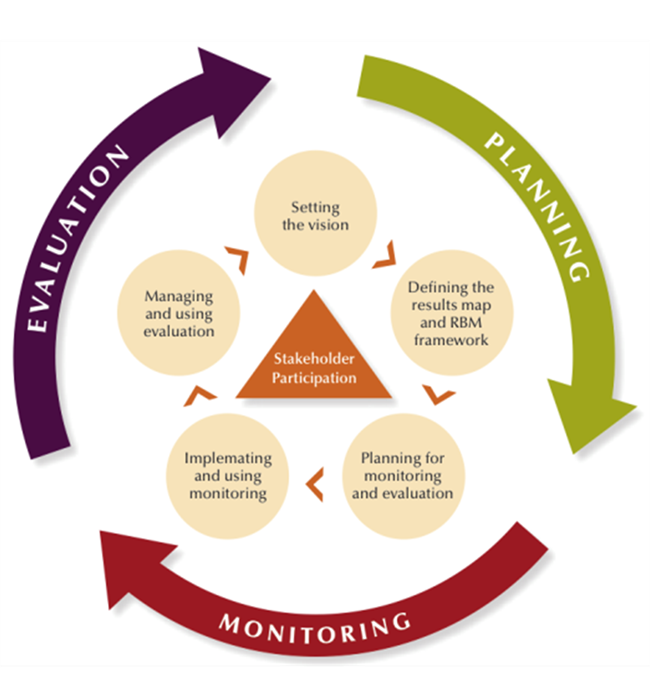 EVALUATION
PLANNING
Setting
the vision
Defining the
results map
and RBM
framework
Managing
and using
evaluation
Stakeholder
Participation
Implemating
and using
monitoring
Planning for
monitoring
and evaluation
MONITORING